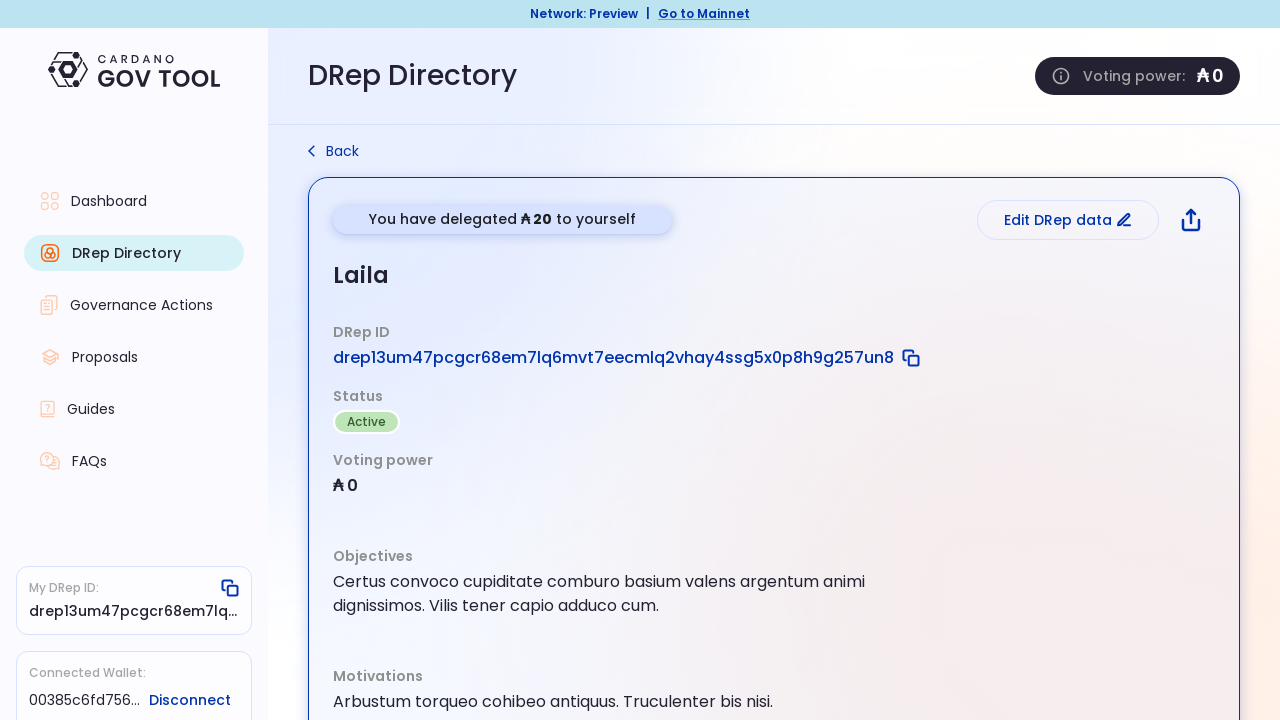 Network: Preview | Go to Mainnet
CARDANO
GOV TOOL
DRep Directory
Voting power: ₳ 0
Back
Dashboard
DRep Directory
Governance Actions
Proposals
Guides
FAQs
You have delegated ₳ 20 to yourself
Edit DRep data
Laila
DRep ID
drep13um47pcgcr68em7lq6mvt7eecmlq2vhay4ssg5x0p8h9g257un8
Status
Active
Voting power
₳ 0
Objectives
Certus convoco cupiditate comburo basium valens argentum animi
dignissimos. Vilis tener capio adduco cum.
Motivations
Arbustum torqueo cohibeo antiquus. Truculenter bis nisi.
My DRep ID:
drep13um47pcgcr68em7lq...
Connected Wallet:
00385c6fd756... Disconnect